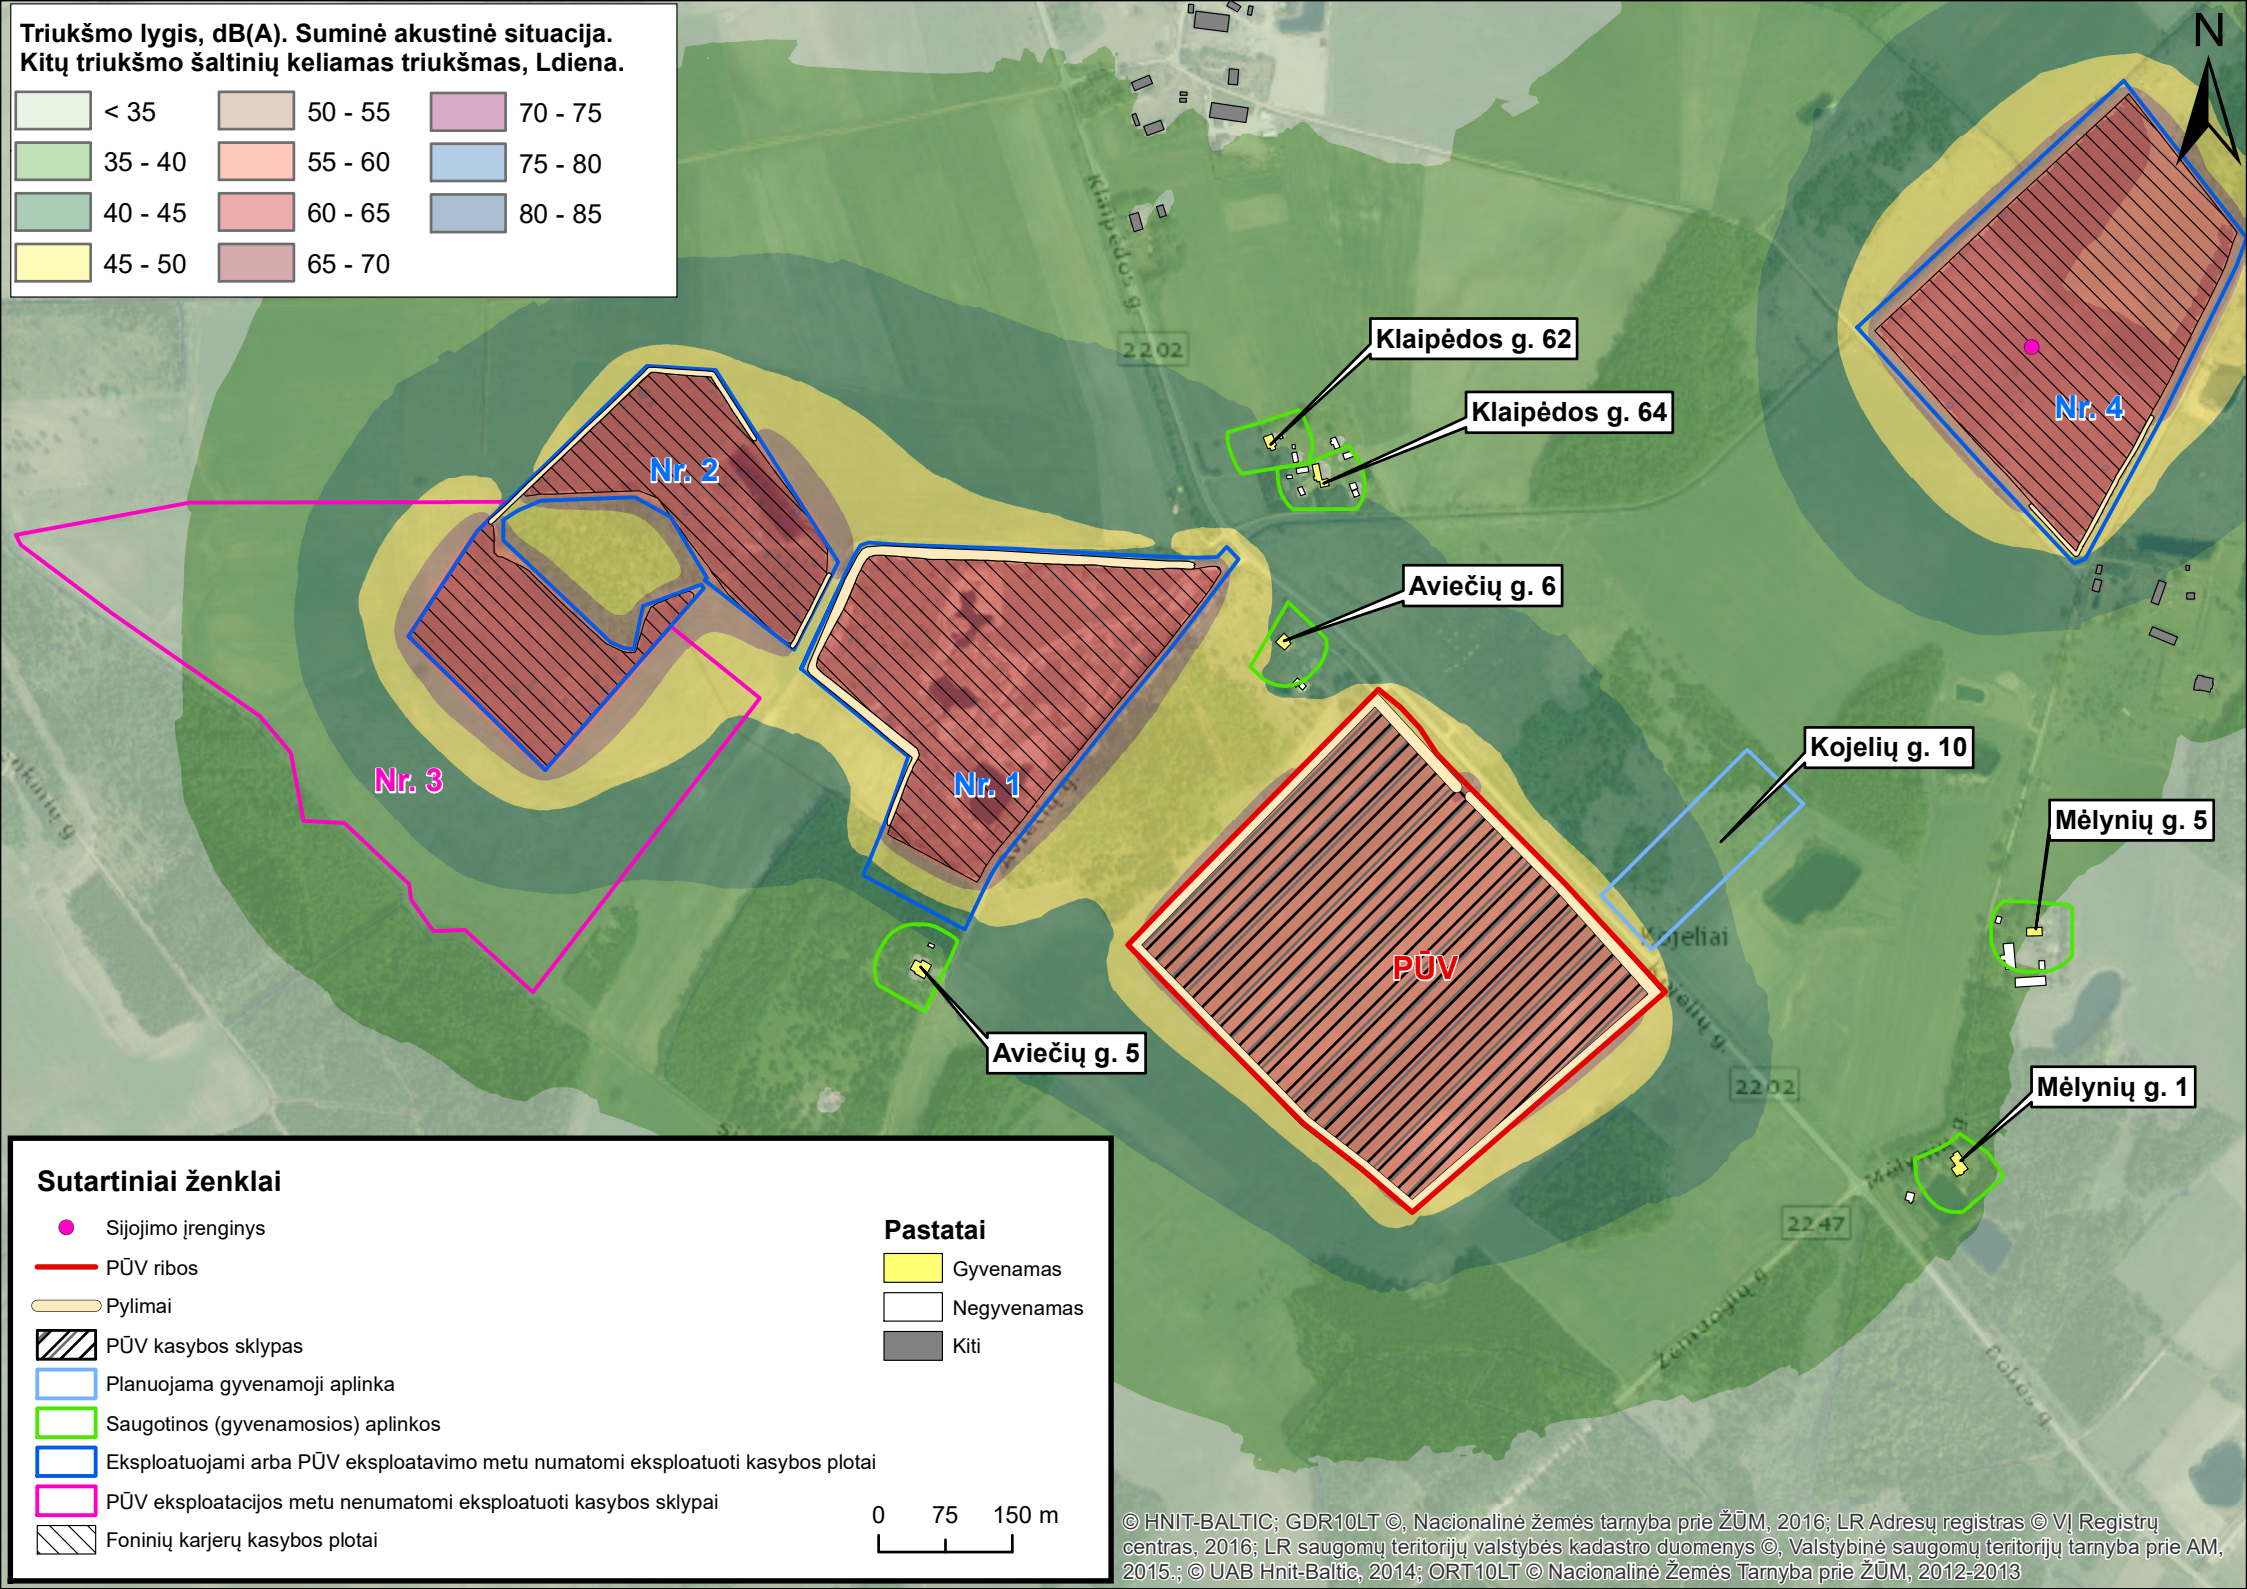 Triukšmo lygis, dB(A). Suminė akustinė situacija.
Kitų triukšmo šaltinių keliamas triukšmas, Ldiena.
< 35
35 - 40
40 - 45
45 - 50
50 - 55
55 - 60
60 - 65
65 - 70
70 - 75
75 - 80
80 - 85
N
Klaipėdos g.
2202
Klaipėdos g. 62
Klaipėdos g. 64
Nr. 4
Nr. 2
Aviečių g. 6
Nr. 3
Nr. 1
Aviečių g.
Kojelių g. 10
Mėlynių g. 5
Kojeliai
PŪV
Kojelių g.
Aviečių g. 5
2202
Mėlynių g. 1
Mėlynių g.
2247
Žemuogių g.
Sutartiniai ženklai
Sijojimo įrenginys
PŪV ribos
Pylimai
PŪV kasybos sklypas
Planuojama gyvenamoji aplinka
Saugotinos (gyvenamosios) aplinkos
Eksploatuojami arba PŪV eksploatavimo metu numatomi eksploatuoti kasybos plotai
PŪV eksploatacijos metu nenumatomi eksploatuoti kasybos sklypai
Foninių karjerų kasybos plotai
Pastatai
Gyvenamas
Negyvenamas
Kiti
0 75 150 m
© HNIT-BALTIC; GDR10LT ©, Nacionalinė žemės tarnyba prie ŽŪM, 2016; LR Adresų registras © VĮ Registrų
centras, 2016; LR saugomų teritorijų valstybės kadastro duomenys ©, Valstybinė saugomų teritorijų tarnyba prie AM,
2015.; © UAB Hnit-Baltic, 2014; ORT10LT © Nacionalinė Žemės Tarnyba prie ŽŪM, 2012-2013